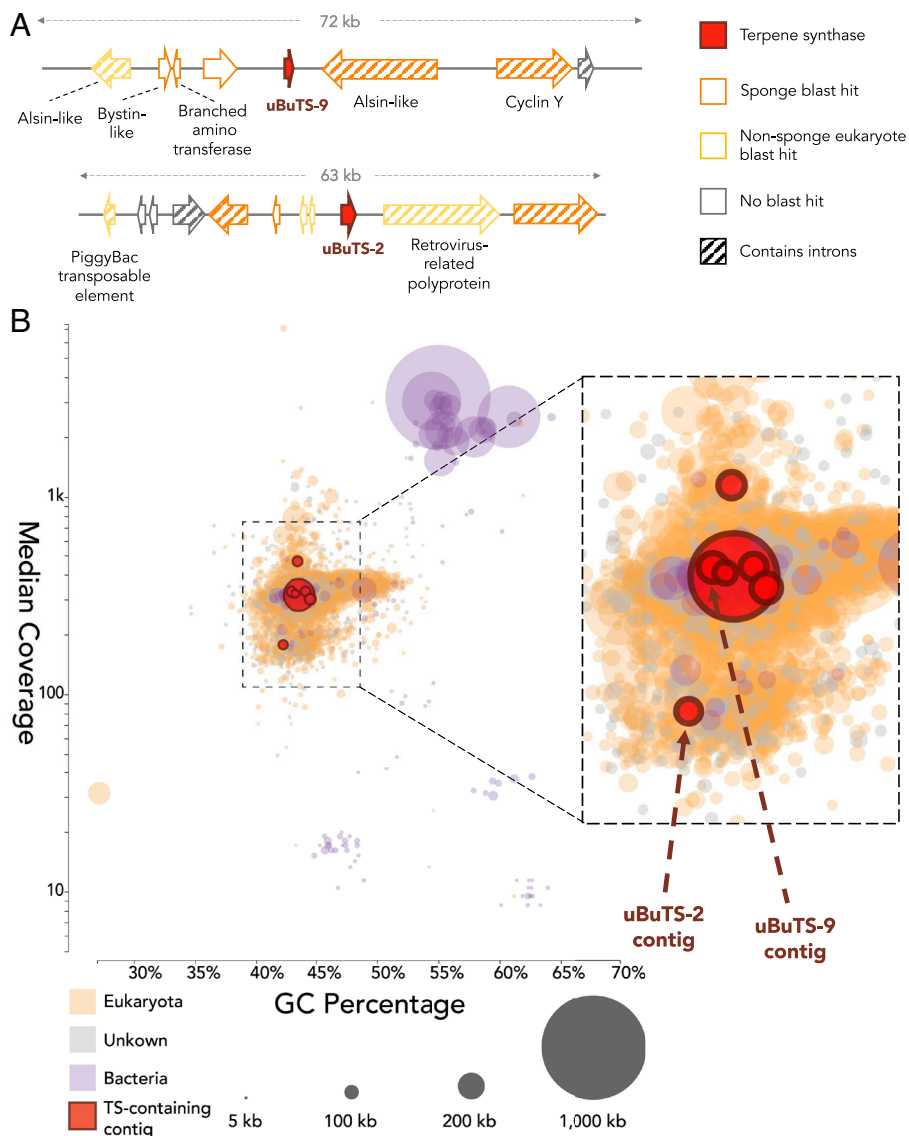 A
72 kb
Alsin-like
Bystin-
like
Branched
amino
transferase
uBuTS-9
Alsin-like
Cyclin Y
63 kb
PiggyBac
transposable
element
uBuTS-2
Retrovirus-
related
polyprotein
Terpene synthase
Sponge blast hit
Non-sponge eukaryote
blast hit
No blast hit
Contains introns
B
Median Coverage
1k
100
10
30%
35%
40%
45%
50%
55%
60%
65%
70%
GC Percentage
uBuTS-2
contig
uBuTS-9
contig
Eukaryota
Unkown
Bacteria
TS-containing
contig
5 kb
100 kb
200 kb
1,000 kb